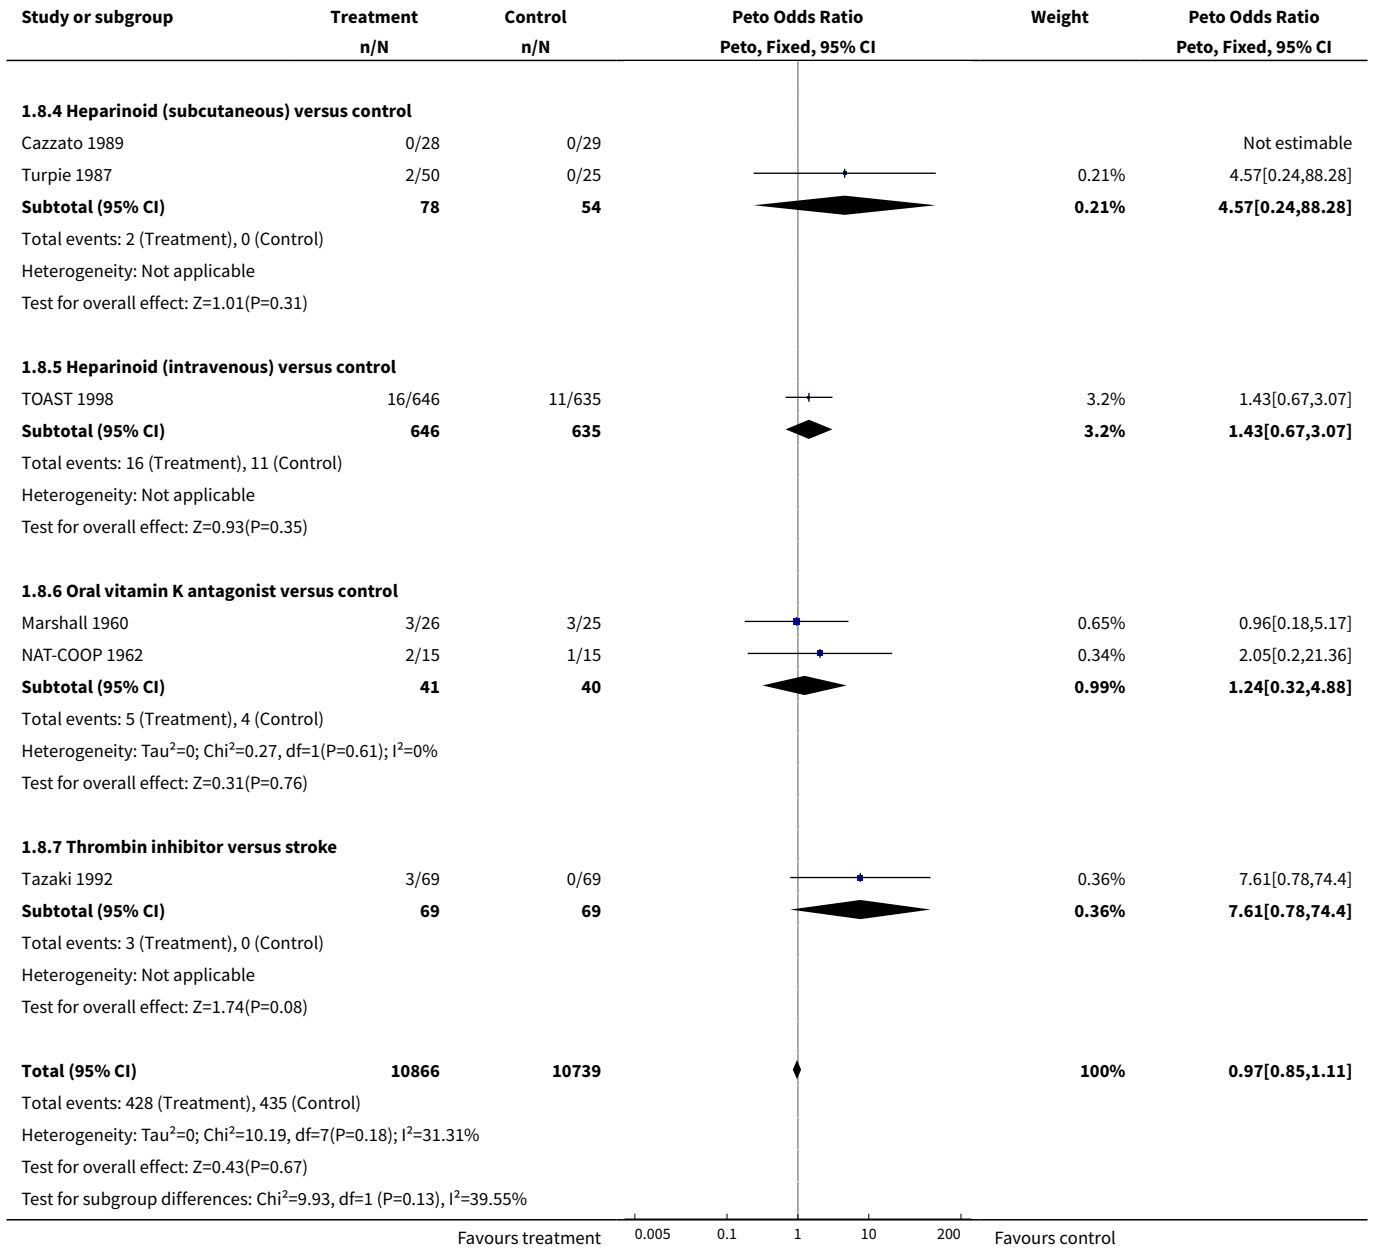 Study or subgroup Treatment Control Peto Odds Ratio Weight Peto Odds Ratio
n/N n/N Peto, Fixed, 95% CI Peto, Fixed, 95% CI
1.8.4 Heparinoid (subcutaneous) versus control
Cazzato 1989 0/28 0/29 Not estimable
Turpie 1987 2/50 0/25 0.21% 4.57[0.24,88.28]
Subtotal (95% CI) 78 54 0.21% 4.57[0.24,88.28]
Total events: 2 (Treatment), 0 (Control)
Heterogeneity: Not applicable
Test for overall effect: Z=1.01(P=0.31)
1.8.5 Heparinoid (intravenous) versus control
TOAST 1998 16/646 11/635 3.2% 1.43[0.67,3.07]
Subtotal (95% CI) 646 635 3.2% 1.43[0.67,3.07]
Total events: 16 (Treatment), 11 (Control)
Heterogeneity: Not applicable
Test for overall effect: Z=0.93(P=0.35)
1.8.6 Oral vitamin K antagonist versus control
Marshall 1960 3/26 3/25 0.65% 0.96[0.18,5.17]
NAT-COOP 1962 2/15 1/15 0.34% 2.05[0.2,21.36]
Subtotal (95% CI) 41 40 0.99% 1.24[0.32,4.88]
Total events: 5 (Treatment), 4 (Control)
Heterogeneity: Tau²=0; Chi²=0.27, df=1(P=0.61); I²=0%
Test for overall effect: Z=0.31(P=0.76)
1.8.7 Thrombin inhibitor versus stroke
Tazaki 1992 3/69 0/69 0.36% 7.61[0.78,74.4]
Subtotal (95% CI) 69 69 0.36% 7.61[0.78,74.4]
Total events: 3 (Treatment), 0 (Control)
Heterogeneity: Not applicable
Test for overall effect: Z=1.74(P=0.08)
Total (95% CI) 10866 10739 100% 0.97[0.85,1.11]
Total events: 428 (Treatment), 435 (Control)
Heterogeneity: Tau²=0; Chi²=10.19, df=7(P=0.18); I²=31.31%
Test for overall effect: Z=0.43(P=0.67)
Test for subgroup differences: Chi²=9.93, df=1 (P=0.13), I²=39.55%
Favours treatment 0.005 0.1 1 10 200 Favours control